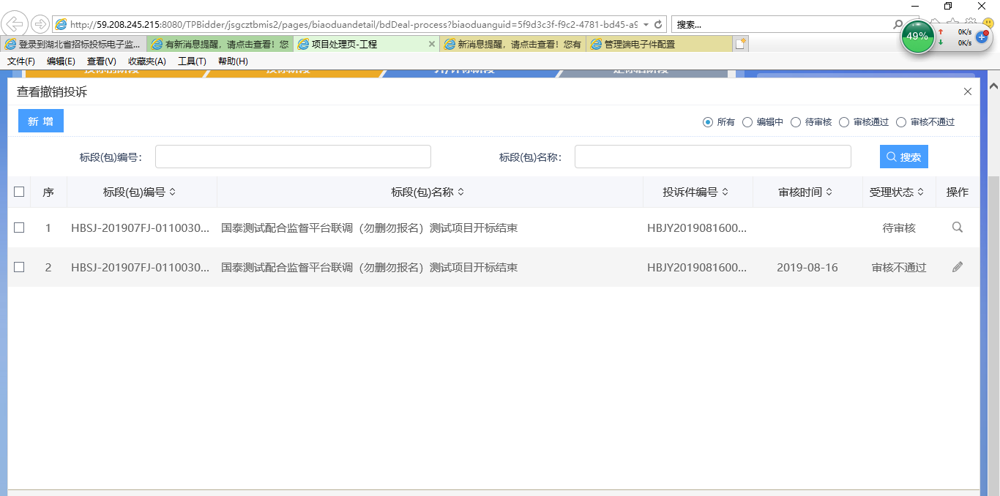 http://59.208.245.215:8080/TPBidder/jsgcztbmis2/pages/biaoduandetail/bdDeal-process?biaoduanguid=5f9d3c3f-f9c2-4781-bd45-a9
搜索...
49%
0K/s
0K/s
登录到湖北省招标投标电子监...
有新消息提醒，请点击查看！您
项目处理页-工程
新消息提醒，请点击查看！您有
管理端电子件配置
文件(F) 编辑(E) 查看(V) 收藏夹(A) 工具(T) 帮助(H)
查看撤销投诉
新 增
所有 编辑中 待审核 审核通过 审核不通过
标段(包)编号： 标段(包)名称： 搜索
序 标段(包)编号 标段(包)名称 投诉件编号 审核时间 受理状态 操作
1 HBSJ-201907FJ-0110030... 国泰测试配合监督平台联调（勿删勿报名）测试项目开标结束 HBJY2019081600... 待审核
2 HBSJ-201907FJ-0110030... 国泰测试配合监督平台联调（勿删勿报名）测试项目开标结束 HBJY2019081600... 2019-08-16 审核不通过